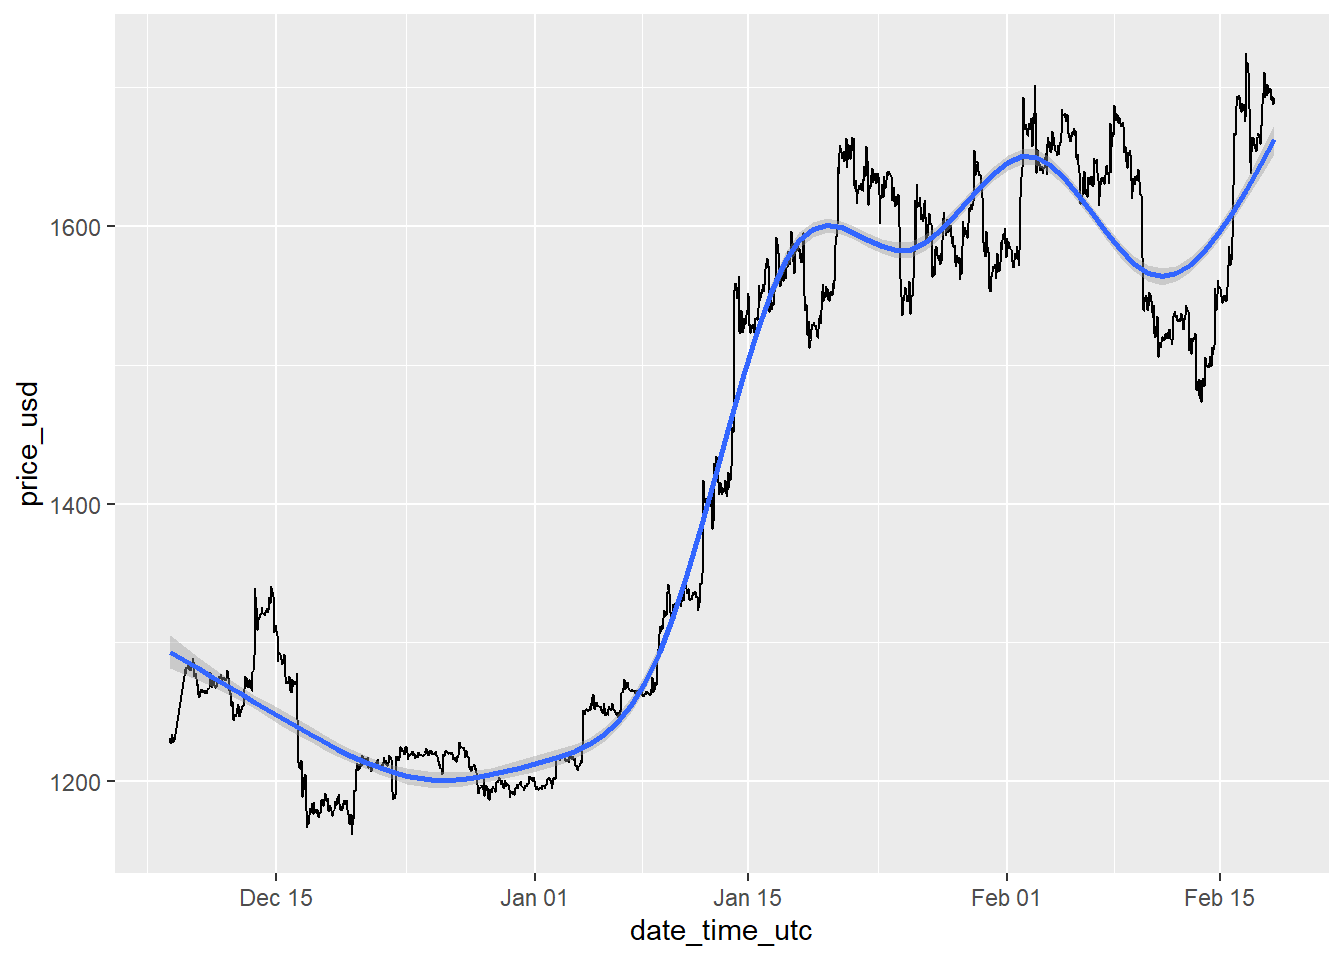 price_usd
1600
1400
1200
Dec 15
Jan 01
Jan 15
Feb 01
Feb 15
date_time_utc